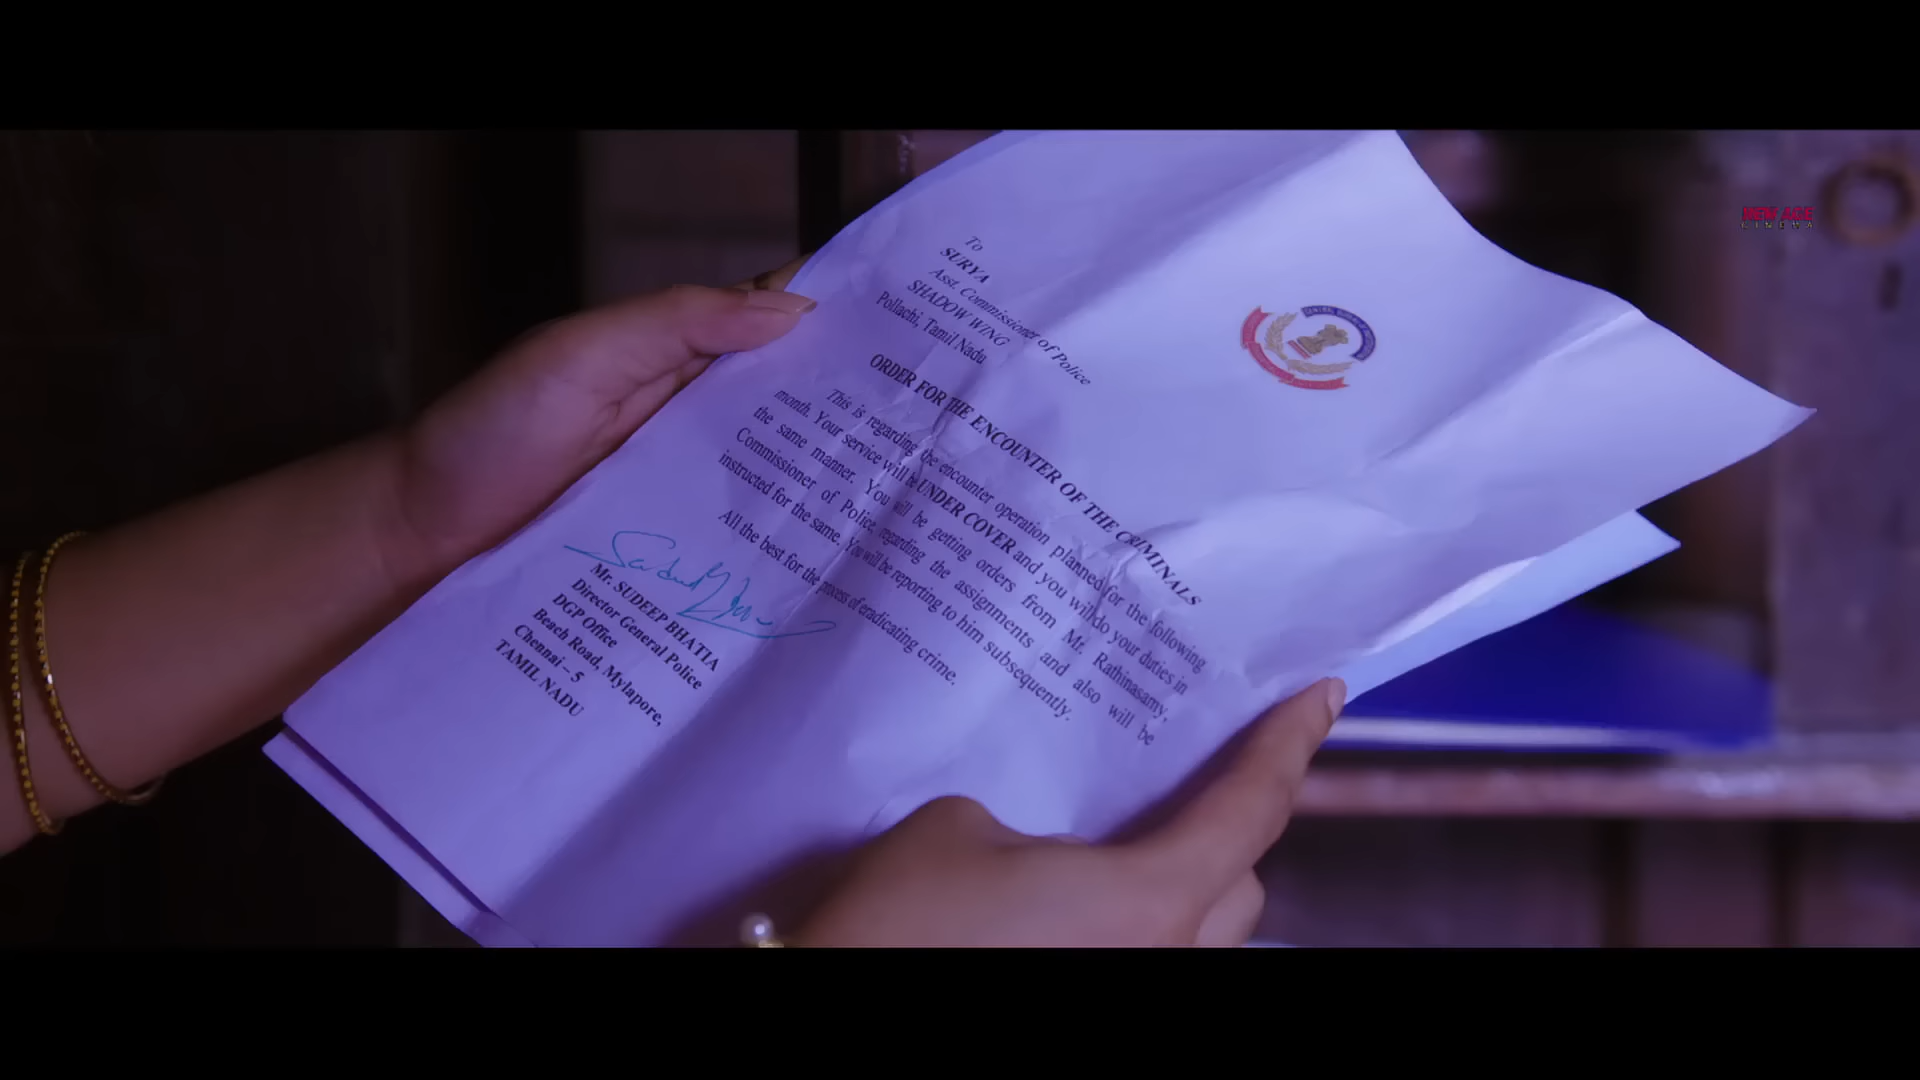 To
SURYA
Asst. Commissioner of Police
SHADOW WING
Pollachi, Tamil Nadu
ORDER FOR THE ENCOUNTER OF THE CRIMINALS
This is regarding the encounter operation planned for the following
month. Your service will be UNDER COVER and you will do your duties in
the same manner. You will be getting orders from Mr. Rathinasamy,
Commissioner of Police, regarding the assignments and also will be
instructed for the same. You will be reporting to him subsequently.
All the best for the process of eradicating crime.
Mr. SUDEEP BHATIA
Director General Police
DGP Office
Beach Road, Mylapore,
Chennai – 5
TAMIL NADU
NEW AGE
CINEMA